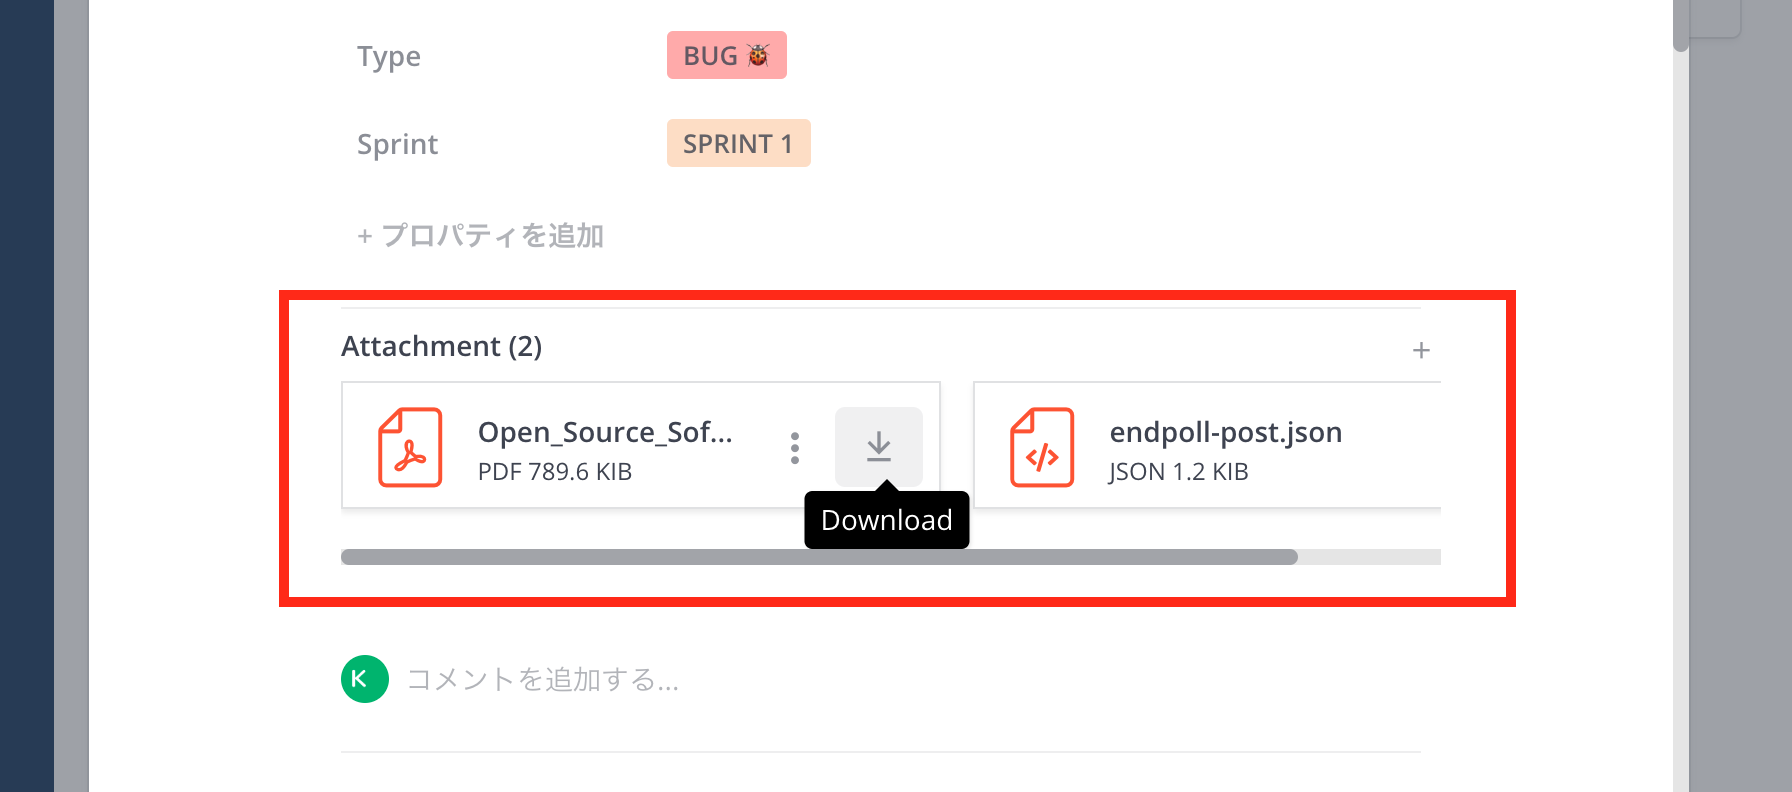 Type
BUG 🐞
Sprint
SPRINT 1
+ プロパティを追加
Attachment (2)
+
Open_Source_Sof...
PDF 789.6 KIB
endpoll-post.json
JSON 1.2 KIB
Download
K
コメントを追加する...